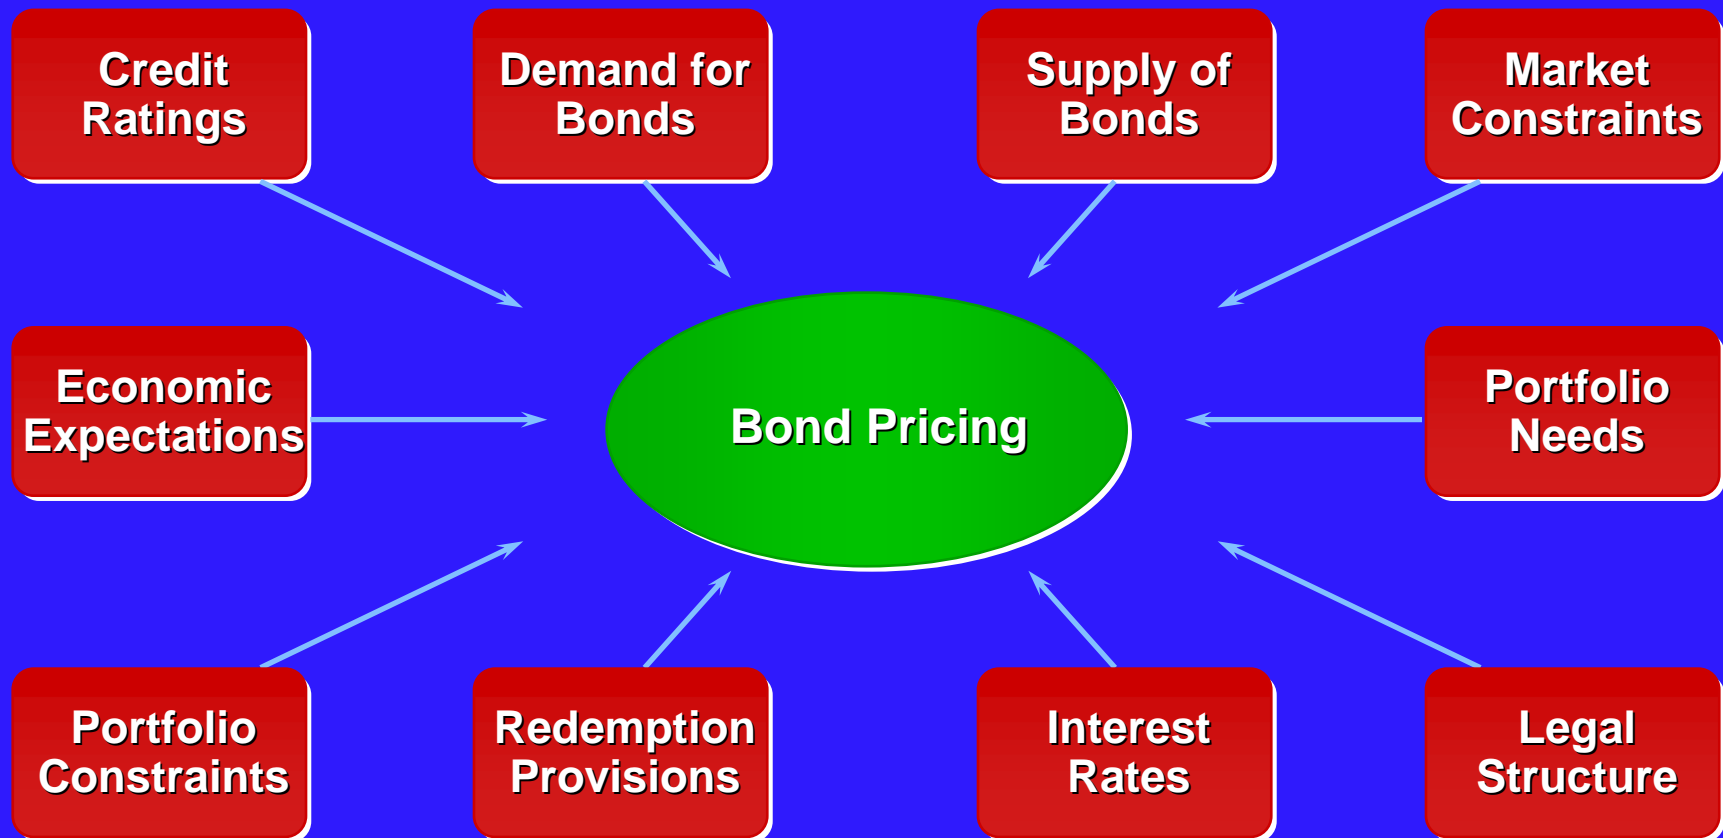 Credit
Ratings
Demand for
Bonds
Supply of
Bonds
Market
Constraints
Economic
Expectations
Bond Pricing
Portfolio
Needs
Portfolio
Constraints
Redemption
Provisions
Interest
Rates
Legal
Structure